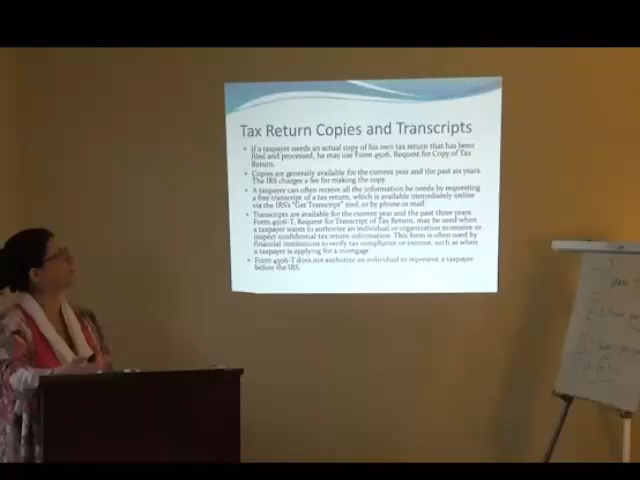 Tax Return Copies and Transcripts
• If a taxpayer needs an actual copy of his own tax return that has been
filed and processed, he may use Form 4506, Request for Copy of Tax
Return.
• Copies are generally available for the current year and the past six years.
The IRS charges a fee for making the copy.
• A taxpayer can often receive all the information he needs by requesting
a free transcript of a tax return, which is available immediately online
via the IRS's "Get Transcript" tool, or by phone or mail
• Transcripts are available for the current year and the past three years.
Form 4506-T, Request for Transcript of Tax Return, may be used when
a taxpayer wants to authorize an individual or organization to receive or
inspect confidential tax return information. This form is often used by
financial institutions to verify tax compliance or income, such as when
a taxpayer is applying for a mortgage
• Form 4506-T does not authorize an individual to represent a taxpayer
before the IRS.